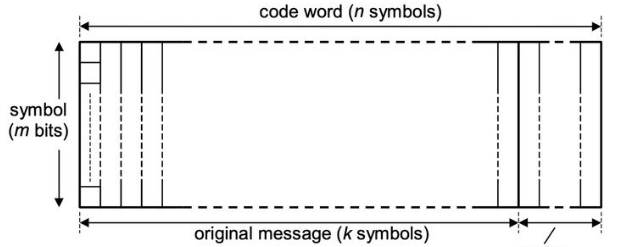 code word (n symbols)
symbol
(m bits)
original message (k symbols)